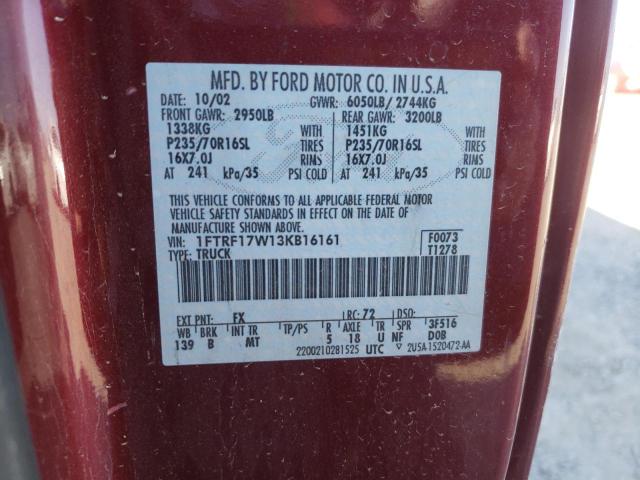 MFD. BY FORD MOTOR CO. IN U.S.A.
DATE: 10/02 GVWR: 6050LB/ 2744KG
FRONT GAWR: 2950LB REAR GAWR: 3200LB
1338KG WITH 1451KG WITH
P235/70R16SL TIRES P235/70R16SL TIRES
16X7.0J RIMS 16X7.0J RIMS
AT 241 kPa/35 PSI COLD AT 241 kPa/35 PSI COLD
THIS VEHICLE CONFORMS TO ALL APPLICABLE FEDERAL MOTOR
VEHICLE SAFETY STANDARDS IN EFFECT ON THE DATE OF
MANUFACTURE SHOWN ABOVE.
VIN: 1FTRF17W13KB16161 F0073
TYPE: TRUCK T1278
EXT PNT: FX RC: 72 DSO:
WB BRK INT TR TP/PS R AXLE TR SPR 3F516
139 B MT 5 18 U NF DOB
2200210281525 UTC ▽ 2U5A-1520472-AA